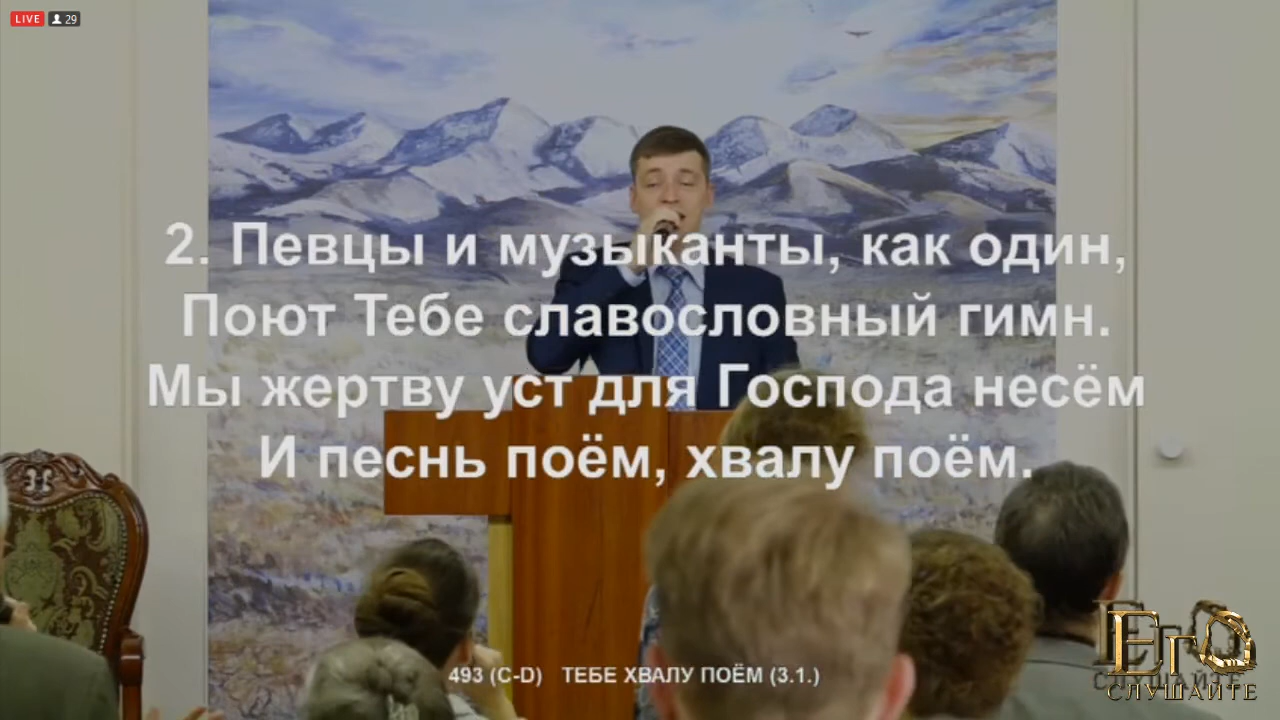 LIVE 29
2. Певцы и музыканты, как один,
Поют Тебе славословный гимн.
Мы жертву уст для Господа несём
И песнь поём, хвалу поём.
493 (C-D) ТЕБЕ ХВАЛУ ПОЁМ (3.1.)
ЕГО
СЛУШАЙТЕ